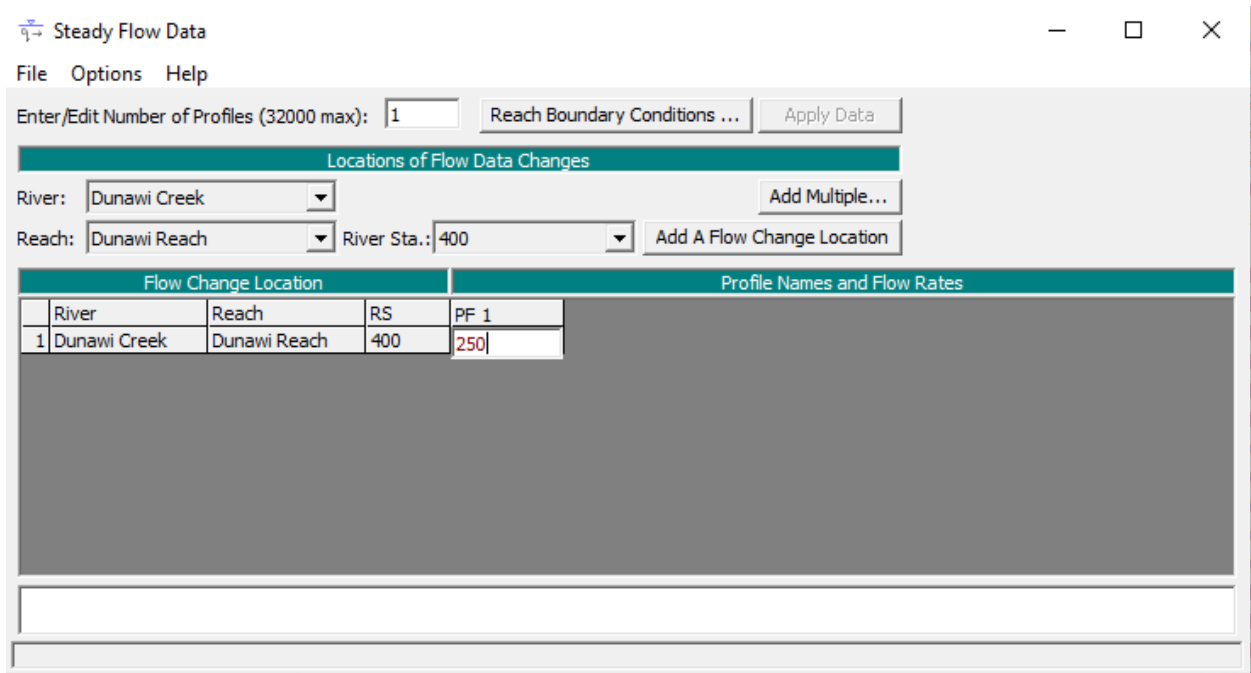 Steady Flow Data
File Options Help
Enter/Edit Number of Profiles (32000 max): 1 Reach Boundary Conditions ... Apply Data
Locations of Flow Data Changes
River: Dunawi Creek Add Multiple...
Reach: Dunawi Reach River Sta.: 400 Add A Flow Change Location
Flow Change Location Profile Names and Flow Rates
River Reach RS PF 1
1 Dunawi Creek Dunawi Reach 400 250